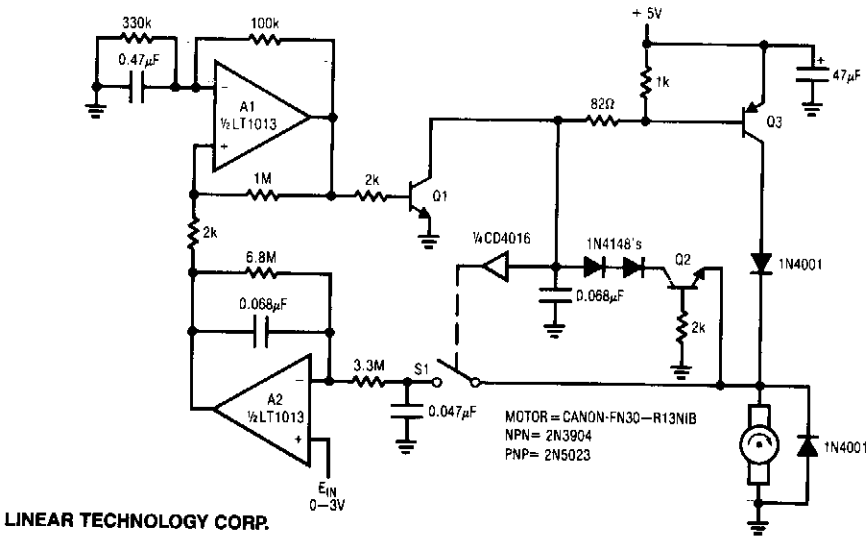 330k
0.47µF
100k
−
A1
½LT1013
+
1M
2k
2k
Q1
6.8M
0.068µF
A2
½LT1013
−
+
EIN
0–3V
3.3M
S1
0.047µF
¼CD4016
1N4148's
0.068µF
Q2
2k
82Ω
1k
+ 5V
+
47µF
Q3
1N4001
1N4001
MOTOR = CANON-FN30–R13NIB
NPN= 2N3904
PNP= 2N5023
LINEAR TECHNOLOGY CORP.